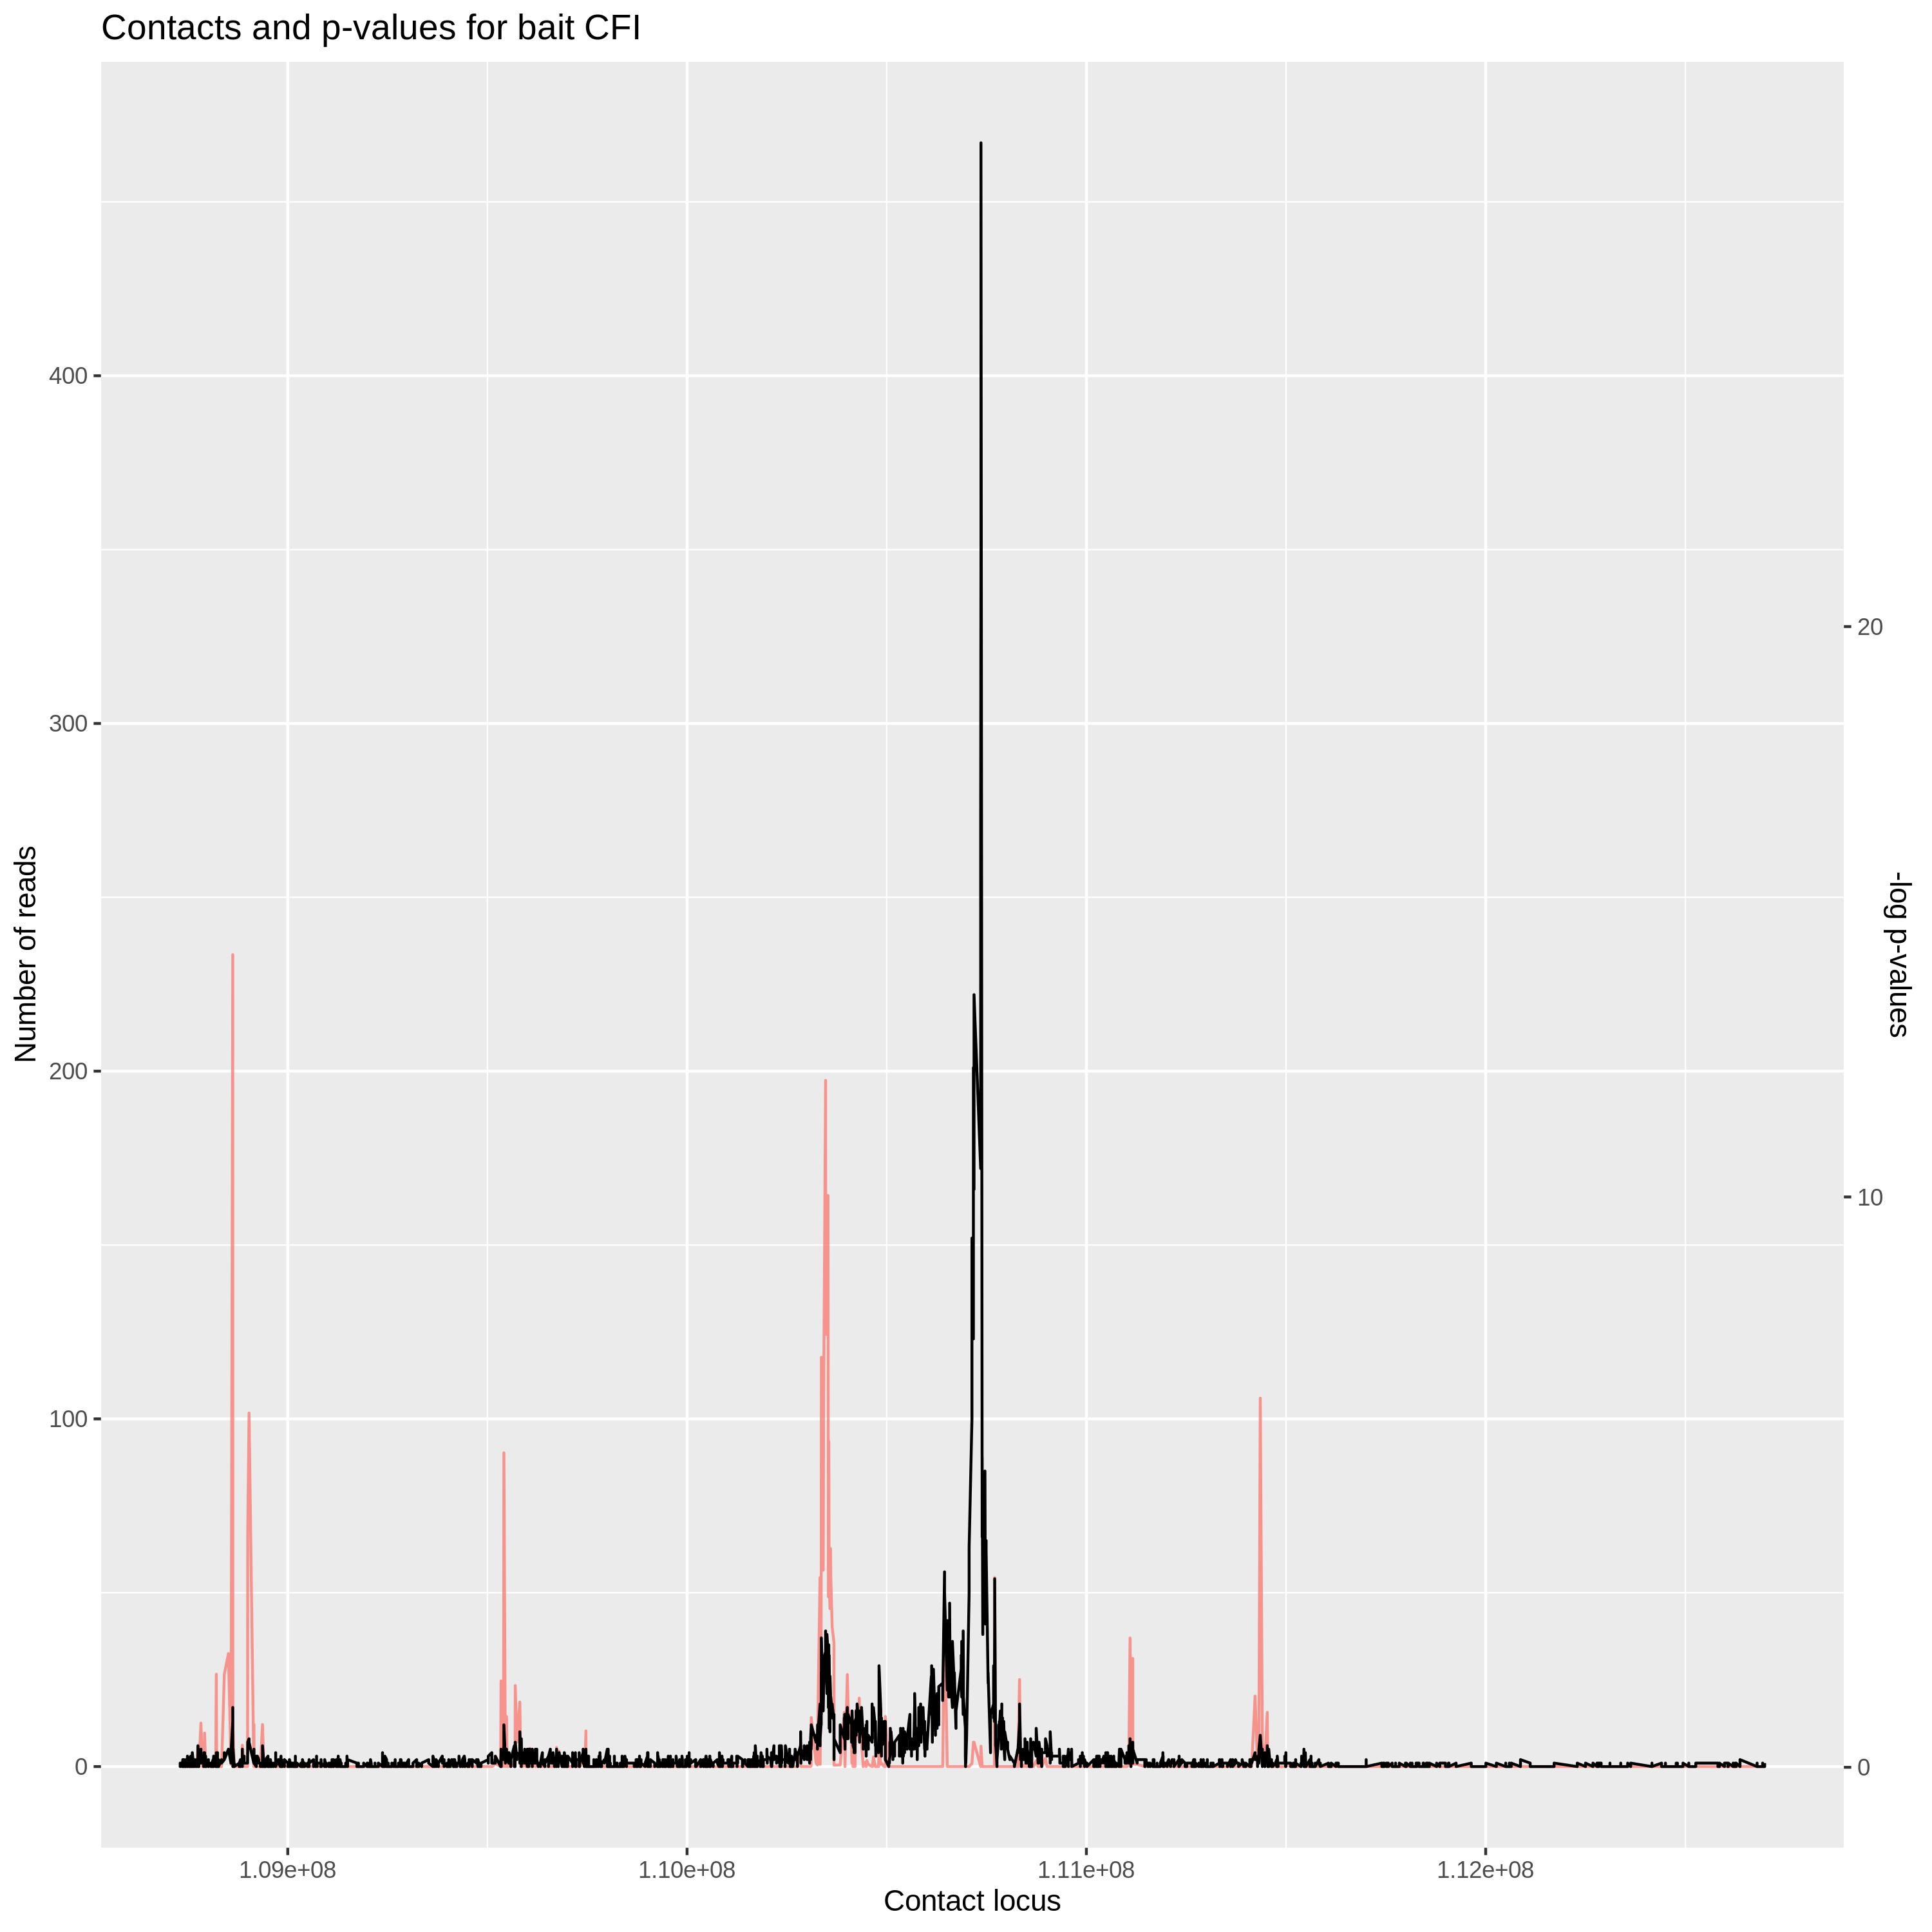 Contacts and p-values for bait CFI
Number of reads
400
300
200
100
0
20
10
0
-log p-values
1.09e+08 1.10e+08 1.11e+08 1.12e+08
Contact locus